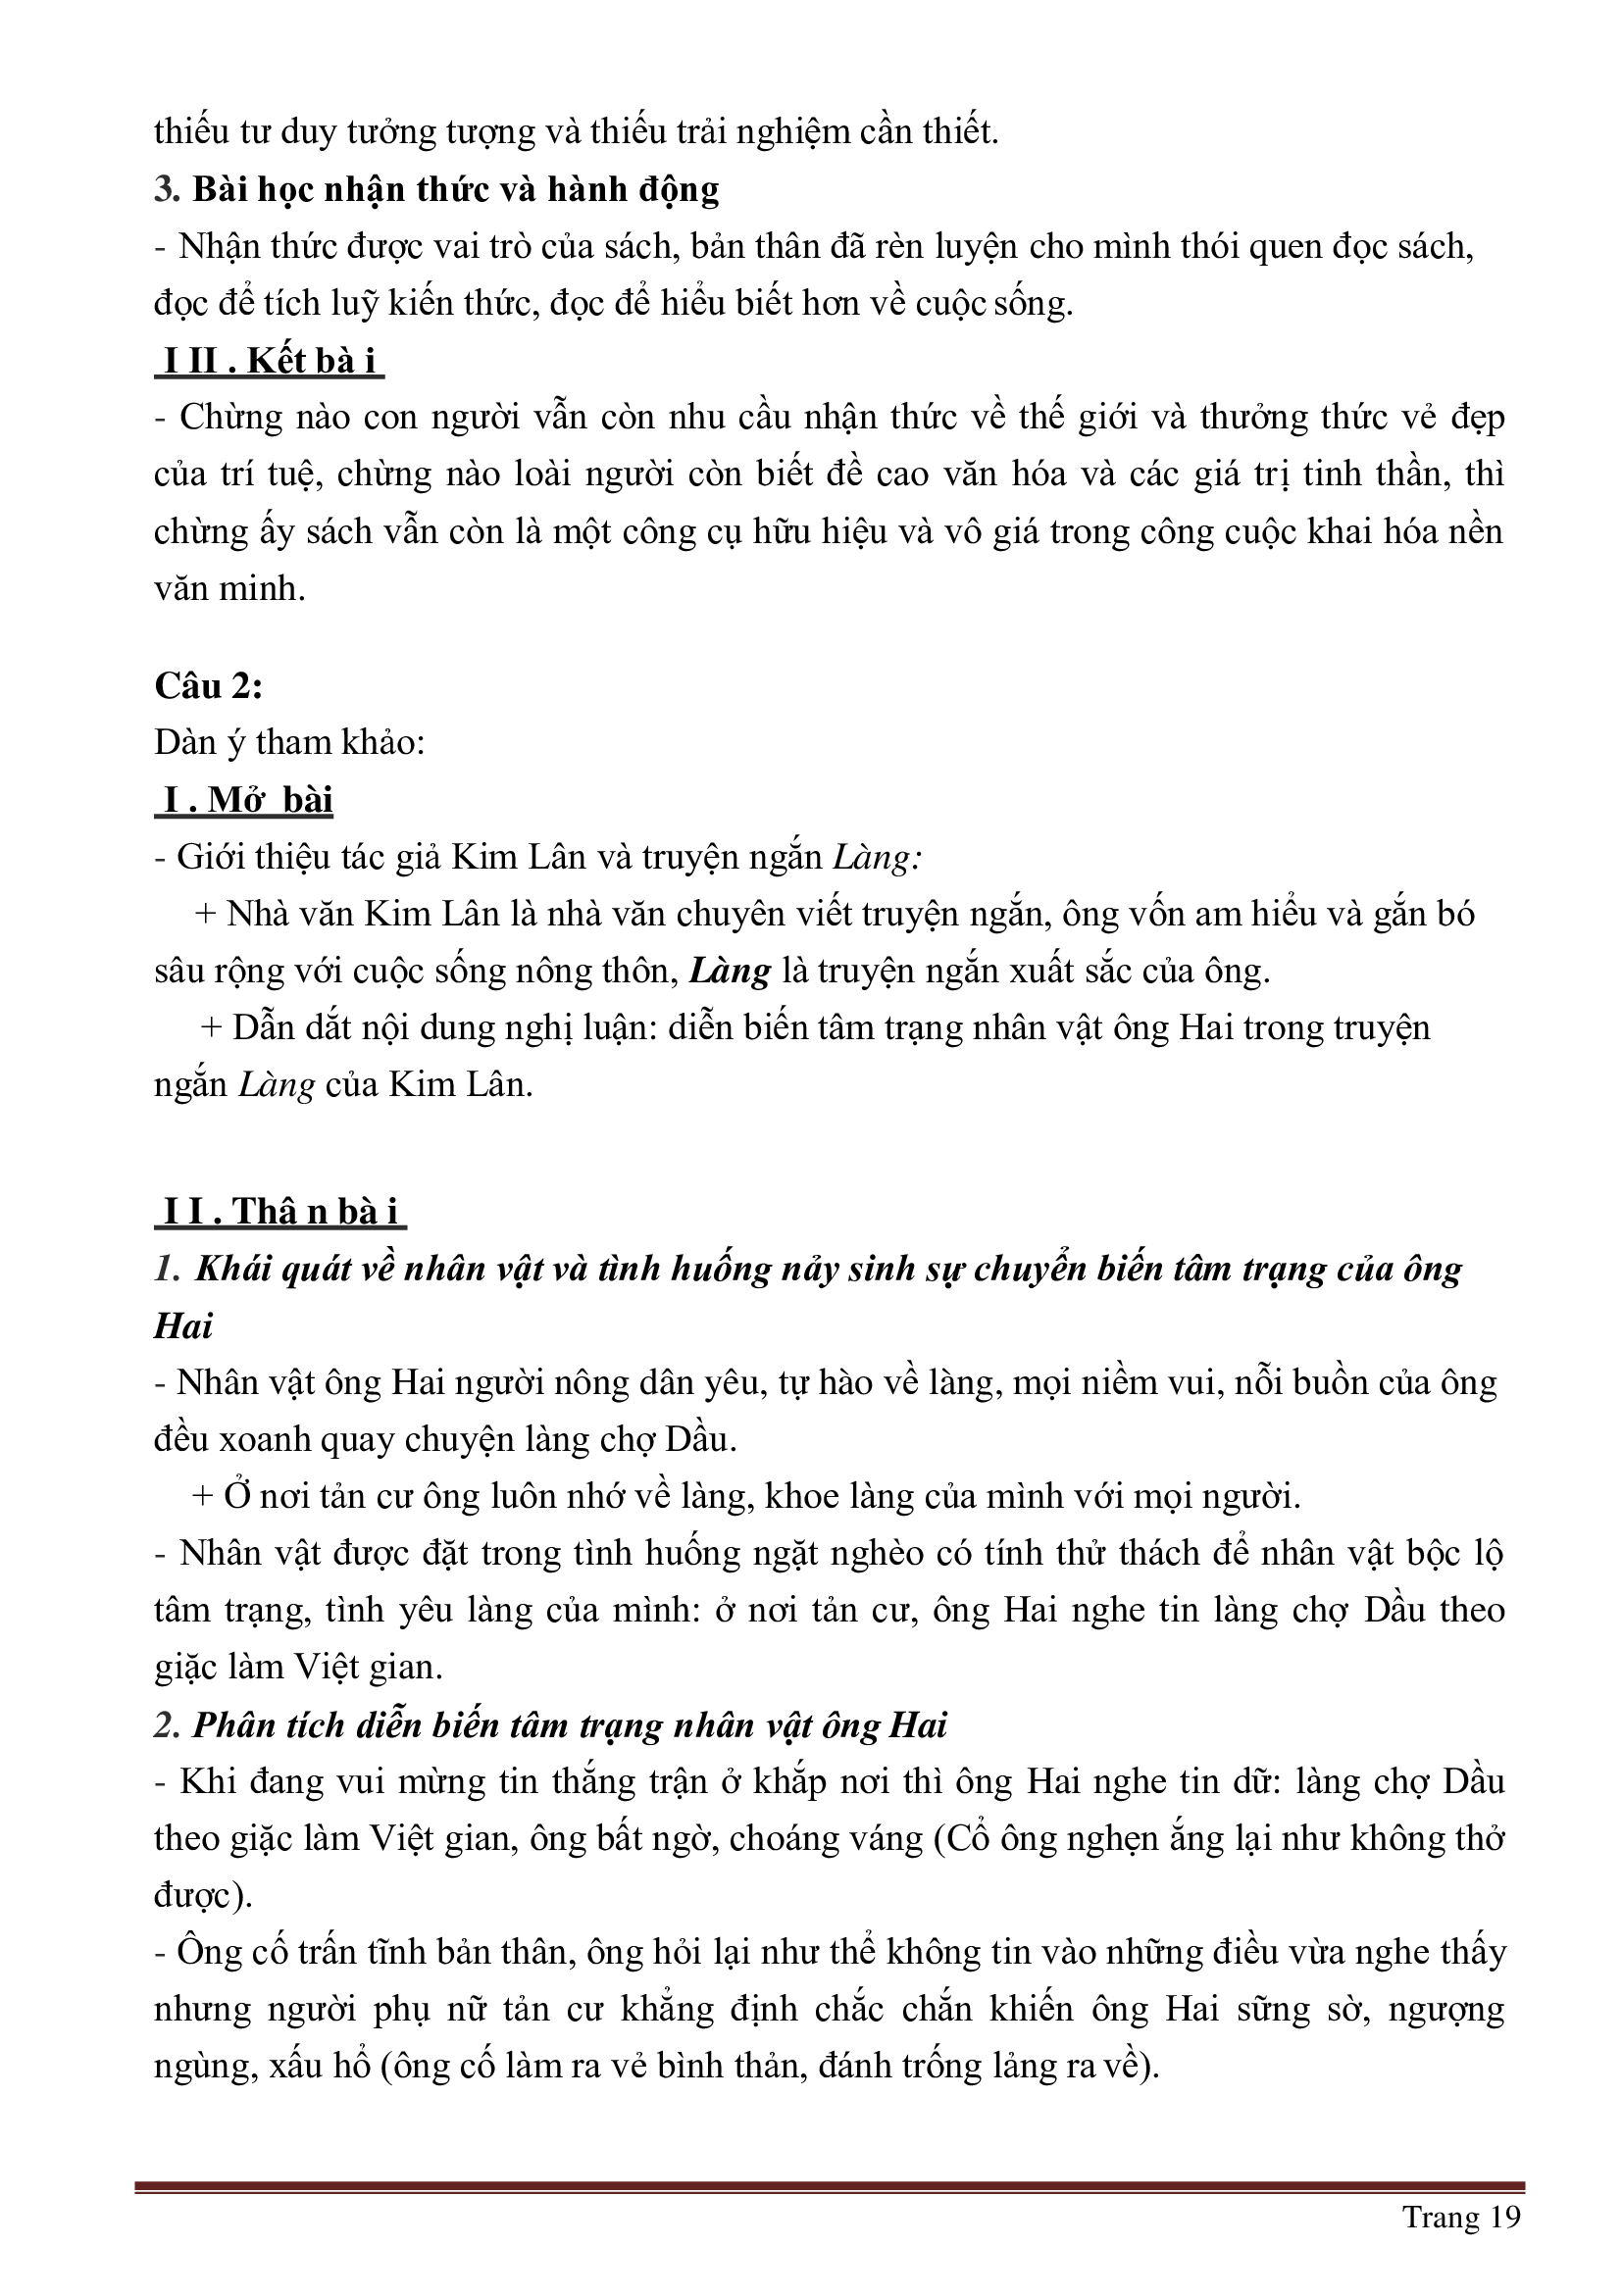 thiếu tư duy tưởng tượng và thiếu trải nghiệm cần thiết.
3. Bài học nhận thức và hành động
- Nhận thức được vai trò của sách, bản thân đã rèn luyện cho mình thói quen đọc sách,
đọc để tích luỹ kiến thức, đọc để hiểu biết hơn về cuộc sống.
I II . Kết bà i
- Chừng nào con người vẫn còn nhu cầu nhận thức về thế giới và thưởng thức vẻ đẹp
của trí tuệ, chừng nào loài người còn biết đề cao văn hóa và các giá trị tinh thần, thì
chừng ấy sách vẫn còn là một công cụ hữu hiệu và vô giá trong công cuộc khai hóa nền
văn minh.
Câu 2:
Dàn ý tham khảo:
I . Mở  bài
- Giới thiệu tác giả Kim Lân và truyện ngắn Làng:
+ Nhà văn Kim Lân là nhà văn chuyên viết truyện ngắn, ông vốn am hiểu và gắn bó
sâu rộng với cuộc sống nông thôn, Làng là truyện ngắn xuất sắc của ông.
+ Dẫn dắt nội dung nghị luận: diễn biến tâm trạng nhân vật ông Hai trong truyện
ngắn Làng của Kim Lân.
I I . Thâ n bà i
1. Khái quát về nhân vật và tình huống nảy sinh sự chuyển biến tâm trạng của ông
Hai
- Nhân vật ông Hai người nông dân yêu, tự hào về làng, mọi niềm vui, nỗi buồn của ông
đều xoanh quay chuyện làng chợ Dầu.
+ Ở nơi tản cư ông luôn nhớ về làng, khoe làng của mình với mọi người.
- Nhân vật được đặt trong tình huống ngặt nghèo có tính thử thách để nhân vật bộc lộ
tâm trạng, tình yêu làng của mình: ở nơi tản cư, ông Hai nghe tin làng chợ Dầu theo
giặc làm Việt gian.
2. Phân tích diễn biến tâm trạng nhân vật ông Hai
- Khi đang vui mừng tin thắng trận ở khắp nơi thì ông Hai nghe tin dữ: làng chợ Dầu
theo giặc làm Việt gian, ông bất ngờ, choáng váng (Cổ ông nghẹn ắng lại như không thở
được).
- Ông cố trấn tĩnh bản thân, ông hỏi lại như thể không tin vào những điều vừa nghe thấy
nhưng người phụ nữ tản cư khẳng định chắc chắn khiến ông Hai sững sờ, ngượng
ngùng, xấu hổ (ông cố làm ra vẻ bình thản, đánh trống lảng ra về).
Trang 19